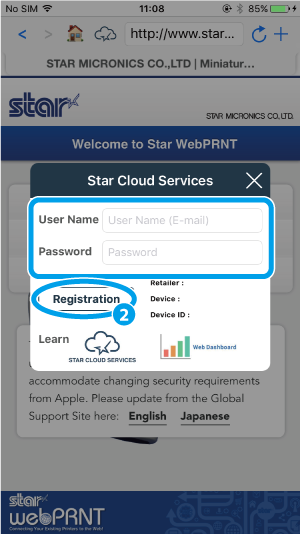 No SIM 11:08 85%
http://www.star...
STAR MICRONICS CO.,LTD | Miniatur...
star
STAR MICRONICS CO.,LTD.
Welcome to Star WebPRNT
Star Cloud Services
User Name User Name (E-mail)
Password Password
Registration
2
Retailer :
Device :
Device ID :
Learn
STAR CLOUD SERVICES
Web Dashboard
accommodate changing security requirements
from Apple. Please update from the Global
Support Site here: English Japanese
star
webPRNT
Connecting Your Existing Printers to the Web!